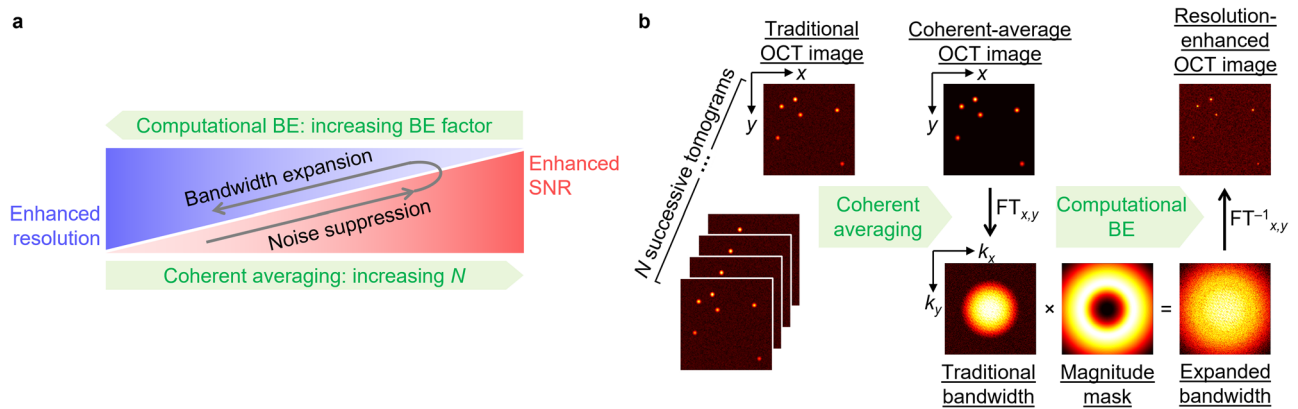 a
Computational BE: increasing BE factor
Bandwidth expansion
Noise suppression
Enhanced
resolution
Enhanced
SNR
Coherent averaging: increasing N
b
Traditional
OCT image
x
y
N successive tomograms
...
Coherent
averaging
Coherent-average
OCT image
x
y
FTx,y
kx
ky
Traditional
bandwidth
×
Magnitude
mask
=
Expanded
bandwidth
Computational
BE
FT−1x,y
Resolution-
enhanced
OCT image